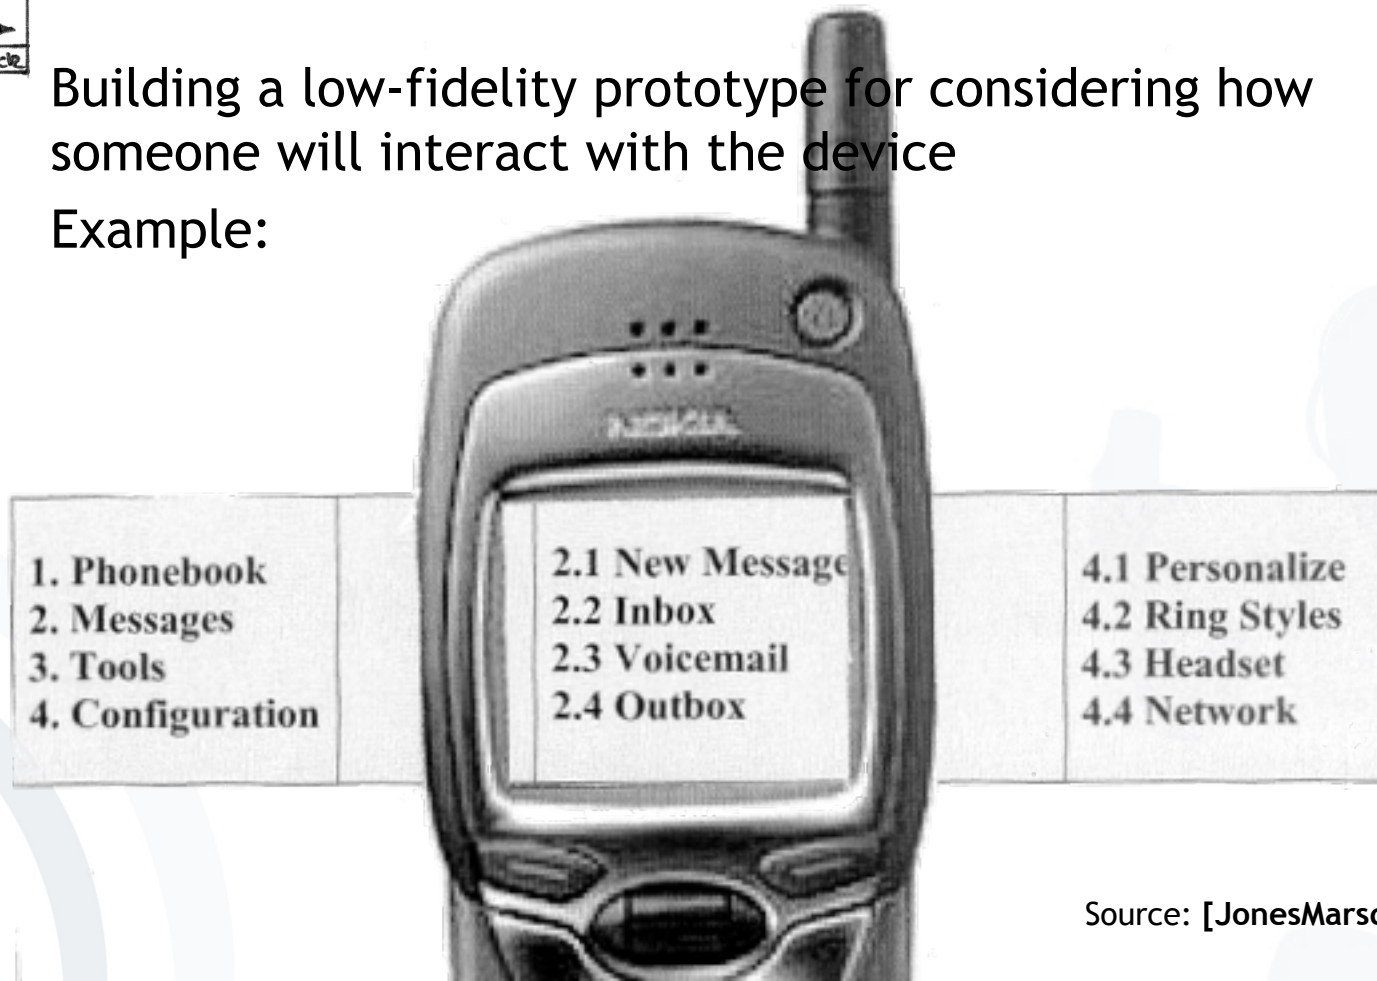 Building a low-fidelity prototype for considering how
someone will interact with the device
Example:
NOKIA
1. Phonebook
2. Messages
3. Tools
4. Configuration
2.1 New Message
2.2 Inbox
2.3 Voicemail
2.4 Outbox
4.1 Personalize
4.2 Ring Styles
4.3 Headset
4.4 Network
Source: [JonesMarsd